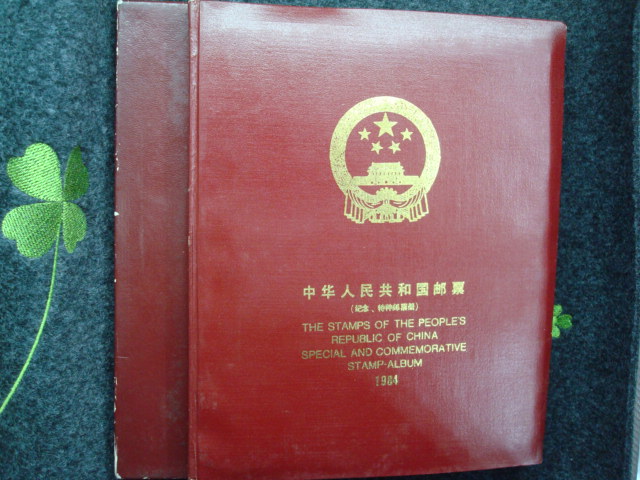 中华人民共和国邮票
(纪念、特种邮票册)
THE STAMPS OF THE PEOPLE'S
REPUBLIC OF CHINA
SPECIAL AND COMMEMORATIVE
STAMP-ALBUM
1984